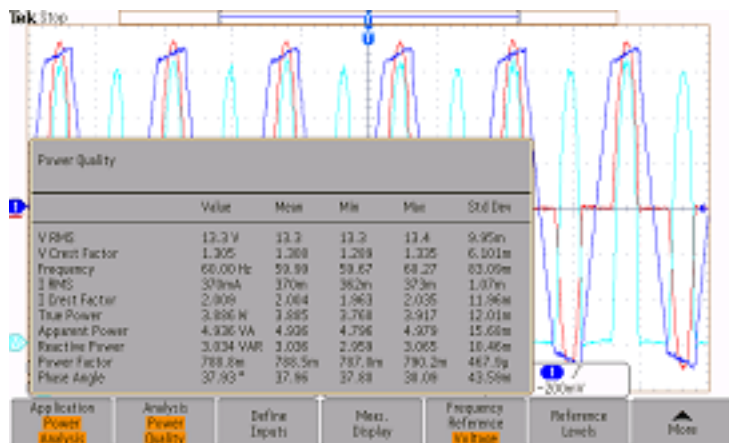 Tek Stop
Power Quality
Value Mean Min Max Std Dev
V RMS 13.3 V 13.3 13.3 13.4 9.95m
V Crest Factor 1.305 1.300 1.289 1.335 6.101m
Frequency 60.00 Hz 59.99 59.67 60.27 83.09m
I RMS 370mA 370m 362m 373m 1.07m
I Crest Factor 2.009 2.004 1.963 2.035 11.96m
True Power 3.886 W 3.885 3.760 3.917 12.01m
Apparent Power 4.936 VA 4.936 4.796 4.979 15.60m
Reactive Power 3.034 VAR 3.036 2.959 3.065 10.46m
Power Factor 788.8m 788.5m 787.0m 790.2m 467.9µ
Phase Angle 37.93 ° 37.96 37.80 38.09 43.58m
1
-200mV
Application Power Analysis
Analysis Power Quality
Define Inputs
Meas. Display
Frequency Reference Voltage
Reference Levels
More